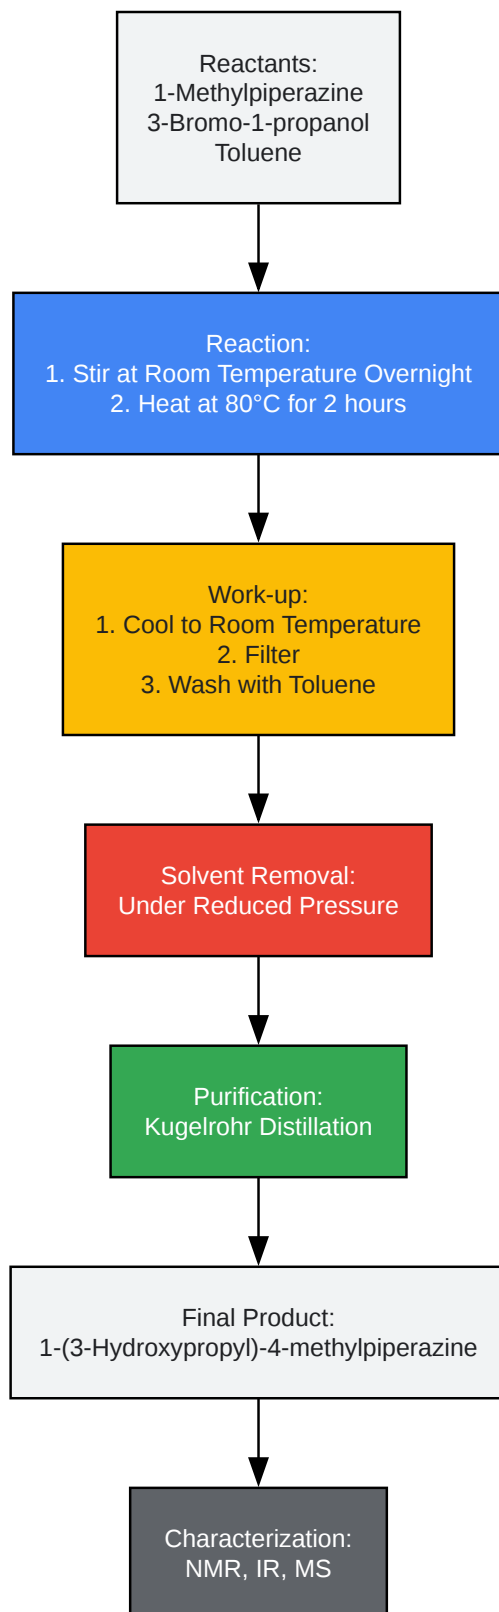 Reactants:
1-Methylpiperazine
3-Bromo-1-propanol
Toluene
Reaction:
1. Stir at Room Temperature Overnight
2. Heat at 80°C for 2 hours
Work-up:
1. Cool to Room Temperature
2. Filter
3. Wash with Toluene
Solvent Removal:
Under Reduced Pressure
Purification:
Kugelrohr Distillation
Final Product:
1-(3-Hydroxypropyl)-4-methylpiperazine
Characterization:
NMR, IR, MS